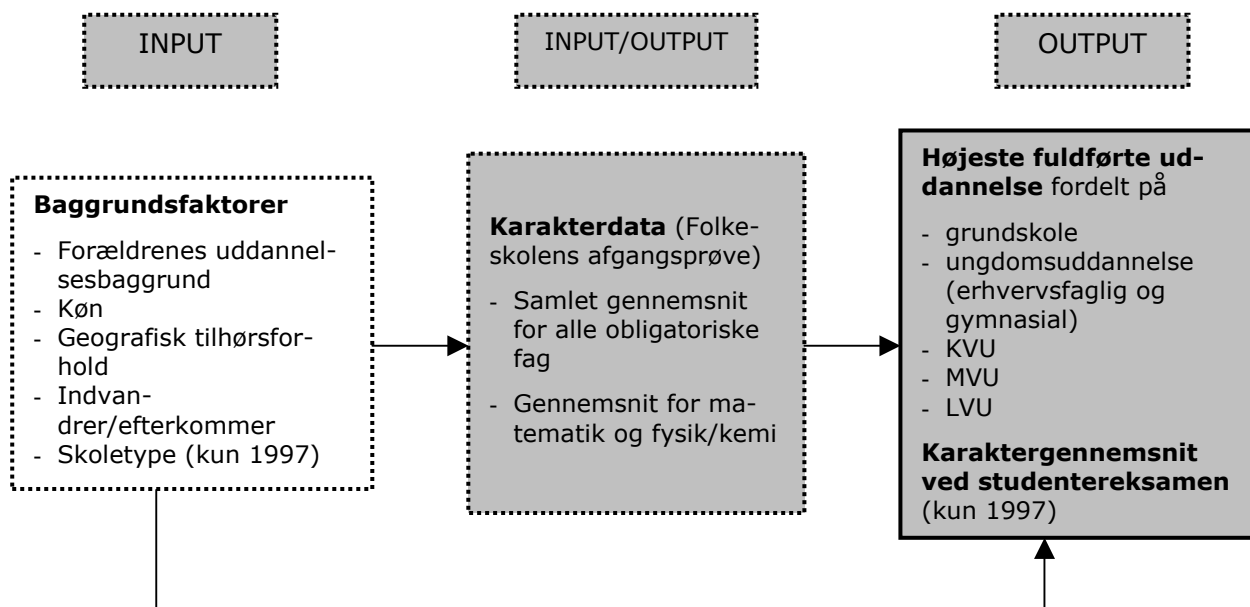 INPUT
INPUT/OUTPUT
OUTPUT
Baggrundsfaktorer
- Forældrenes uddannel-
sesbaggrund
- Køn
- Geografisk tilhørsfor-
hold
- Indvan-
drer/efterkommer
- Skoletype (kun 1997)
Karakterdata (Folke-
skolens afgangsprøve)
- Samlet gennemsnit
for alle obligatoriske
fag
- Gennemsnit for ma-
tematik og fysik/kemi
Højeste fuldførte ud-
dannelse fordelt på
- grundskole
- ungdomsuddannelse
(erhvervsfaglig og
gymnasial)
- KVU
- MVU
- LVU
Karaktergennemsnit
ved studentereksamen
(kun 1997)